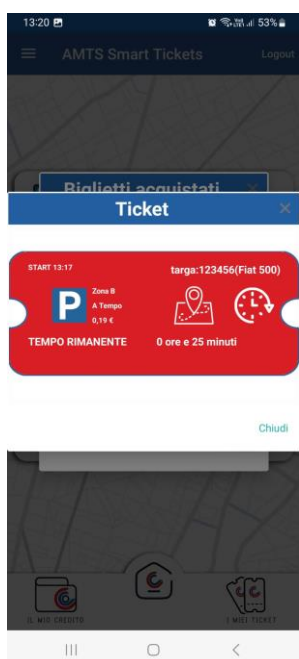 13:20 53%
AMTS Smart Tickets Logout
Biglietti acquistati ×
Ticket ×
START 13:17 targa:123456(Fiat 500)
P
Zona B
A Tempo
0,19 €
TEMPO RIMANENTE 0 ore e 25 minuti
Chiudi
IL MIO CREDITO I MIEI TICKET